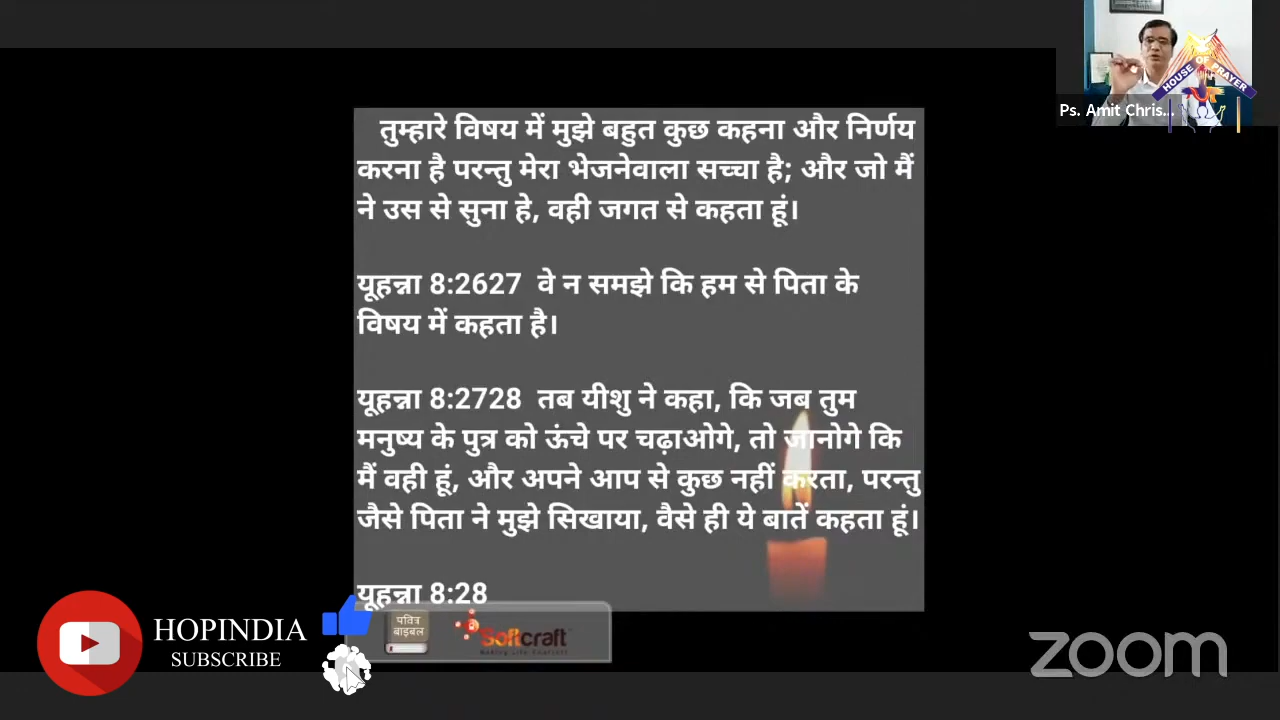 HOUSE OF PRAYER
Ps. Amit Chris...
तुम्हारे विषय में मुझे बहुत कुछ कहना और निर्णय
करना है परन्तु मेरा भेजनेवाला सच्चा है; और जो मैं
ने उस से सुना हे, वही जगत से कहता हूं।
यूहन्ना 8:2627 वे न समझे कि हम से पिता के
विषय में कहता है।
यूहन्ना 8:2728 तब यीशु ने कहा, कि जब तुम
मनुष्य के पुत्र को ऊंचे पर चढ़ाओगे, तो जानोगे कि
मैं वही हूं, और अपने आप से कुछ नहीं करता, परन्तु
जैसे पिता ने मुझे सिखाया, वैसे ही ये बातें कहता हूं।
यूहन्ना 8:28
पवित्र
बाइबल
Softcraft
HOPINDIA
SUBSCRIBE
zoom